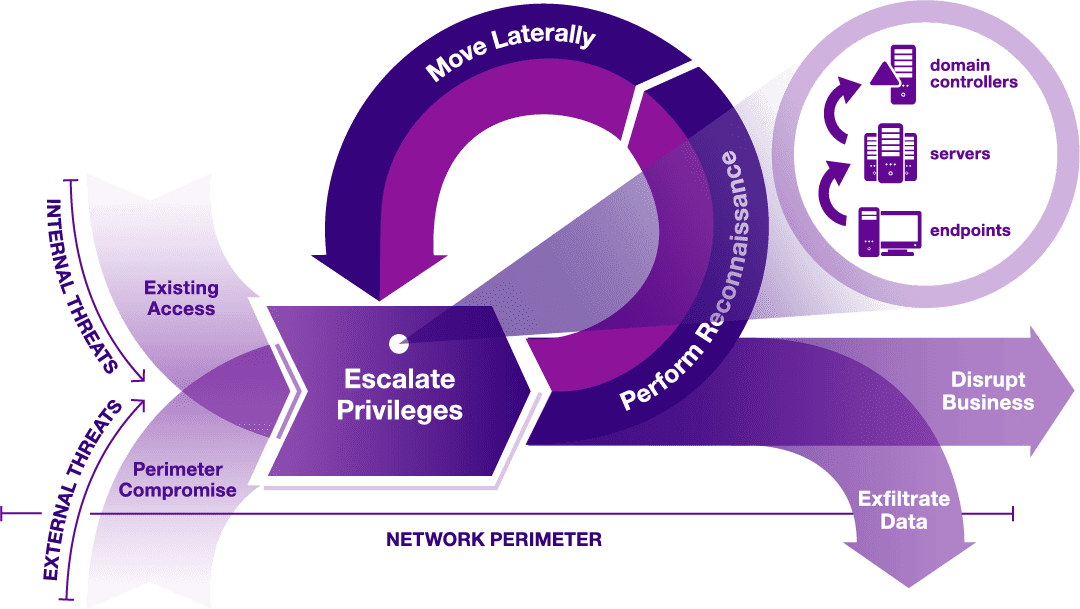 Move Laterally
Perform Reconnaissance
domain
controllers
servers
endpoints
INTERNAL THREATS
Existing
Access
Escalate
Privileges
EXTERNAL THREATS
Perimeter
Compromise
Disrupt
Business
Exfiltrate
Data
NETWORK PERIMETER